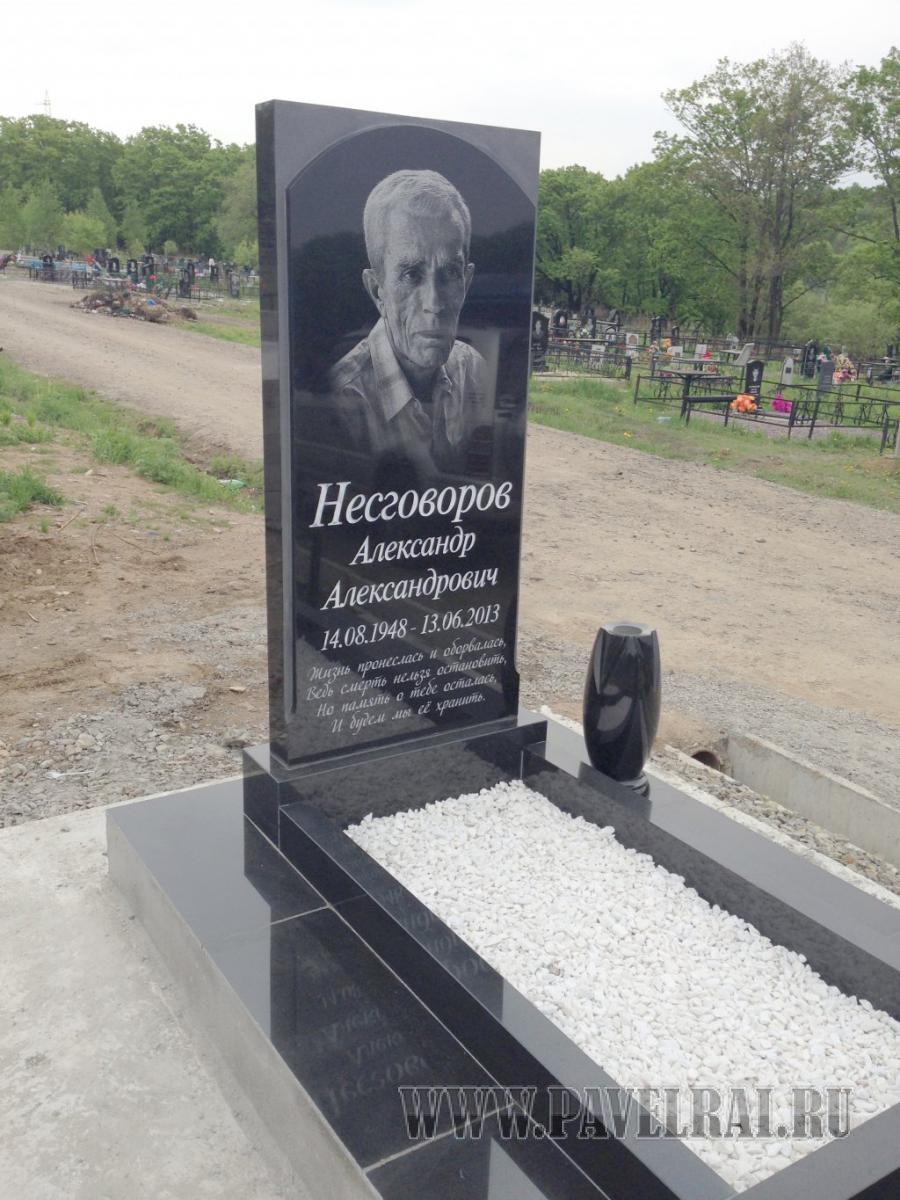 Несговоров
Александр
Александрович
14.08.1948 - 13.06.2013
Жизнь пронеслась и оборвалась,
Ведь смерть нельзя остановить,
Но память о тебе осталась,
И будем мы её хранить.
WWW.PAVELRAI.RU